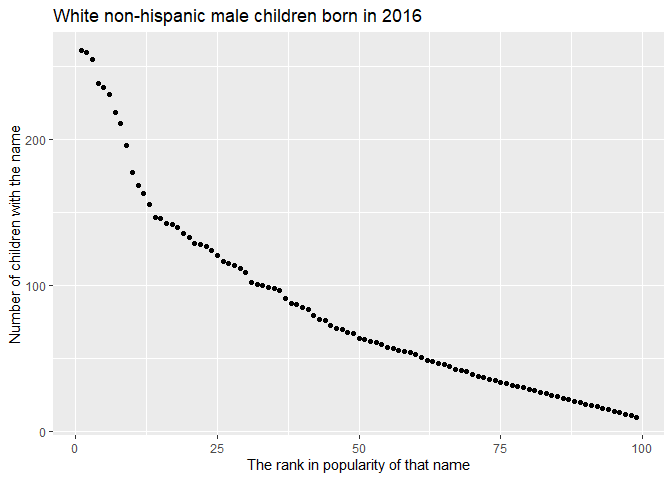 White non-hispanic male children born in 2016
Number of children with the name
200
100
0
0 25 50 75 100
The rank in popularity of that name